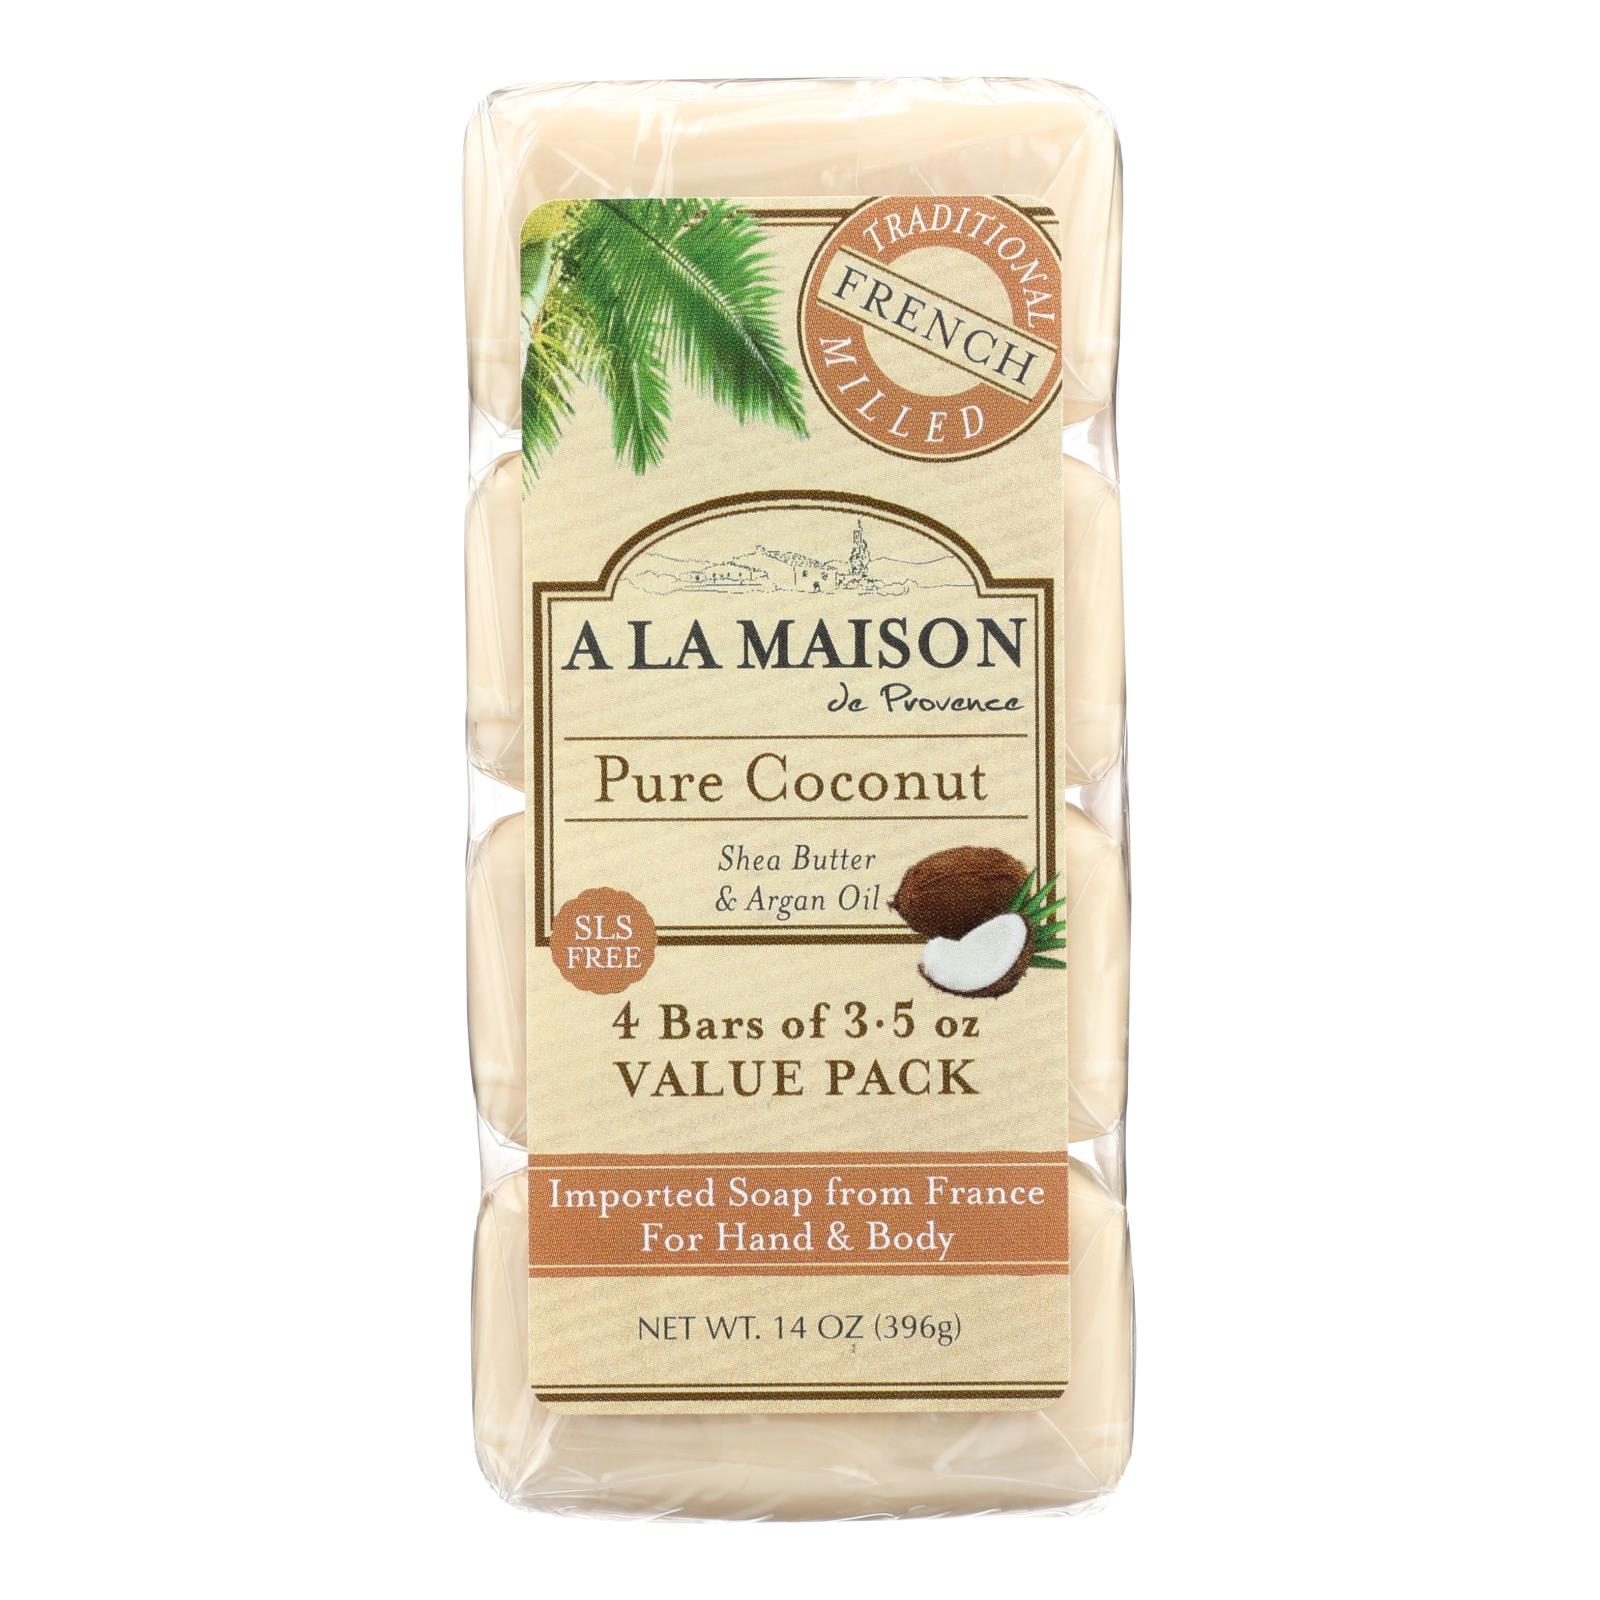 TRADITIONAL
FRENCH
MILLED
A LA MAISON
de Provence
Pure Coconut
Shea Butter
& Argan Oil
SLS
FREE
4 Bars of 3.5 oz
VALUE PACK
Imported Soap from France
For Hand & Body
NET WT. 14 OZ (396g)